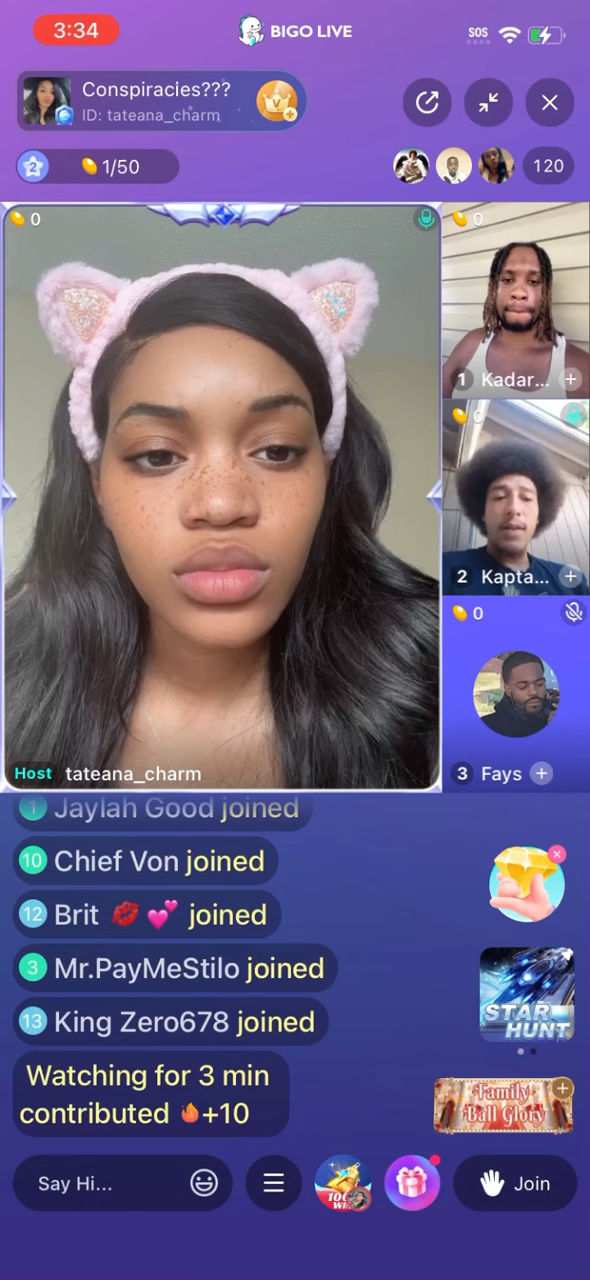 3:34
BIGO LIVE
SOS
Conspiracies???
V
ID: tateana_charm
2
1/50
120
0
0
1 Kadar...
0
2 Kapta...
0
3 Fays
Host tateana_charm
1 Jaylah Good joined
10 Chief Von joined
12 Brit 💋 💕 joined
3 Mr.PayMeStilo joined
STAR
HUNT
13 King Zero678 joined
Watching for 3 min
contributed 🔥+10
Family
Ball Glory
Say Hi...
Join